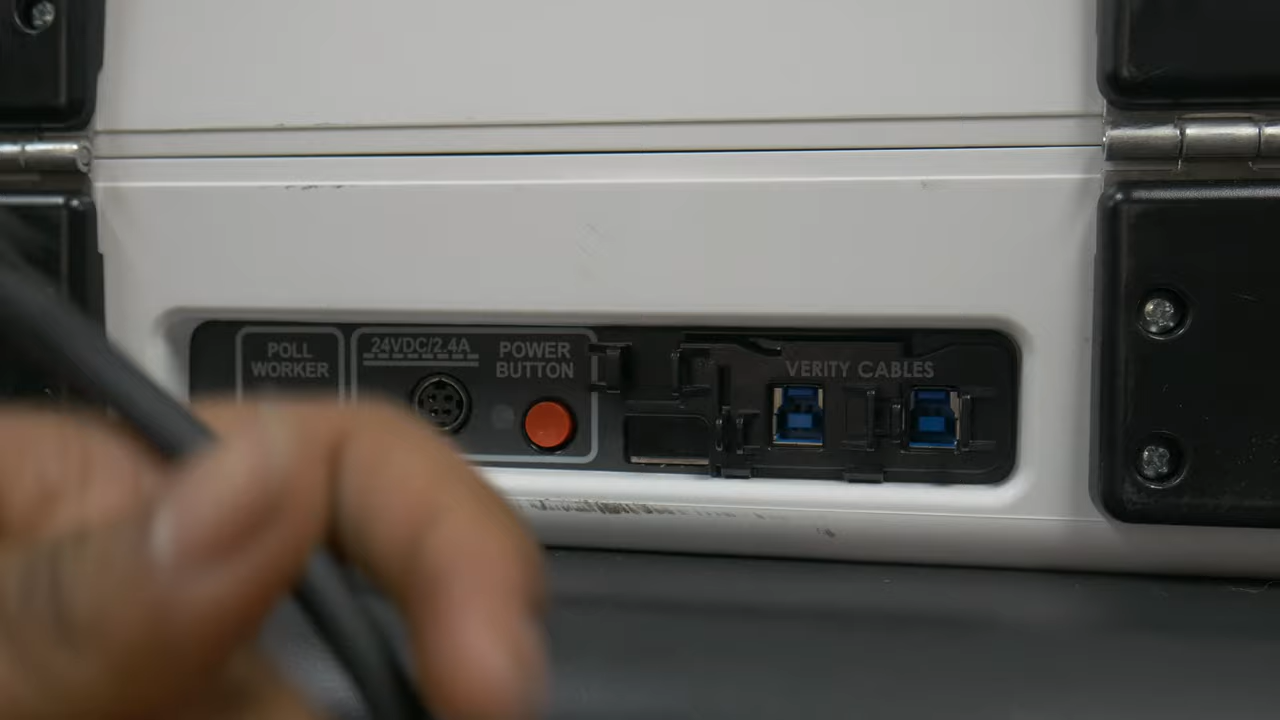 POLL
WORKER
24VDC/2.4A
POWER
BUTTON
VERITY CABLES